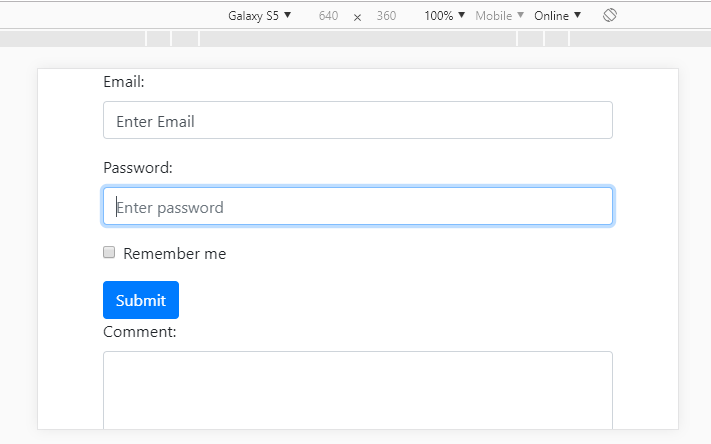 Galaxy S5 ▼ 640 × 360 100% ▼ Mobile ▼ Online ▼
Email:
Enter Email
Password:
Enter password
Remember me
Submit
Comment: